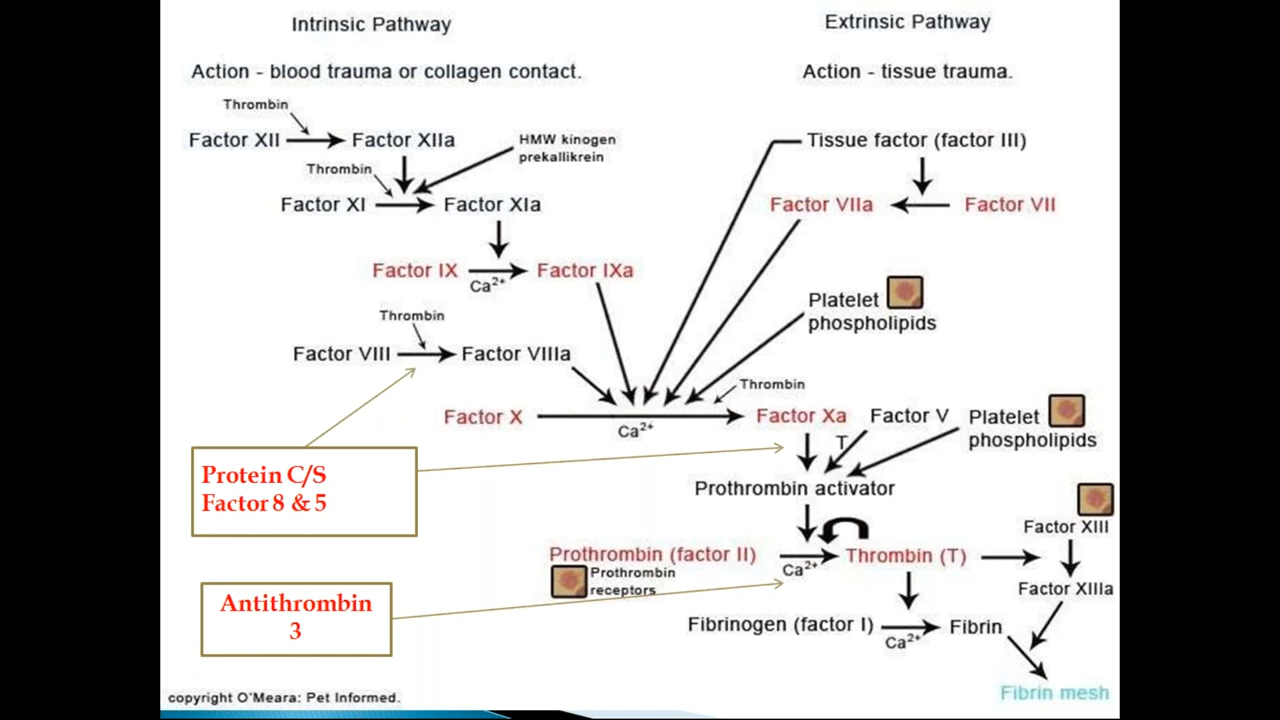 Intrinsic Pathway
Extrinsic Pathway
Action - blood trauma or collagen contact.
Action - tissue trauma.
Thrombin
Factor XII
Factor XIIa
HMW kinogen
prekallikrein
Tissue factor (factor III)
Thrombin
Factor XI
Factor XIa
Factor VIIa
Factor VII
Factor IX
Ca2+
Factor IXa
Platelet
phospholipids
Thrombin
Factor VIII
Factor VIIIa
Thrombin
Factor X
Ca2+
Factor Xa
Factor V
Platelet
phospholipids
T
Protein C/S
Factor 8 & 5
Prothrombin activator
Factor XIII
Prothrombin (factor II)
Ca2+
Thrombin (T)
Prothrombin
receptors
Factor XIIIa
Antithrombin
3
Fibrinogen (factor I)
Ca2+
Fibrin
Fibrin mesh
copyright O'Meara: Pet Informed.